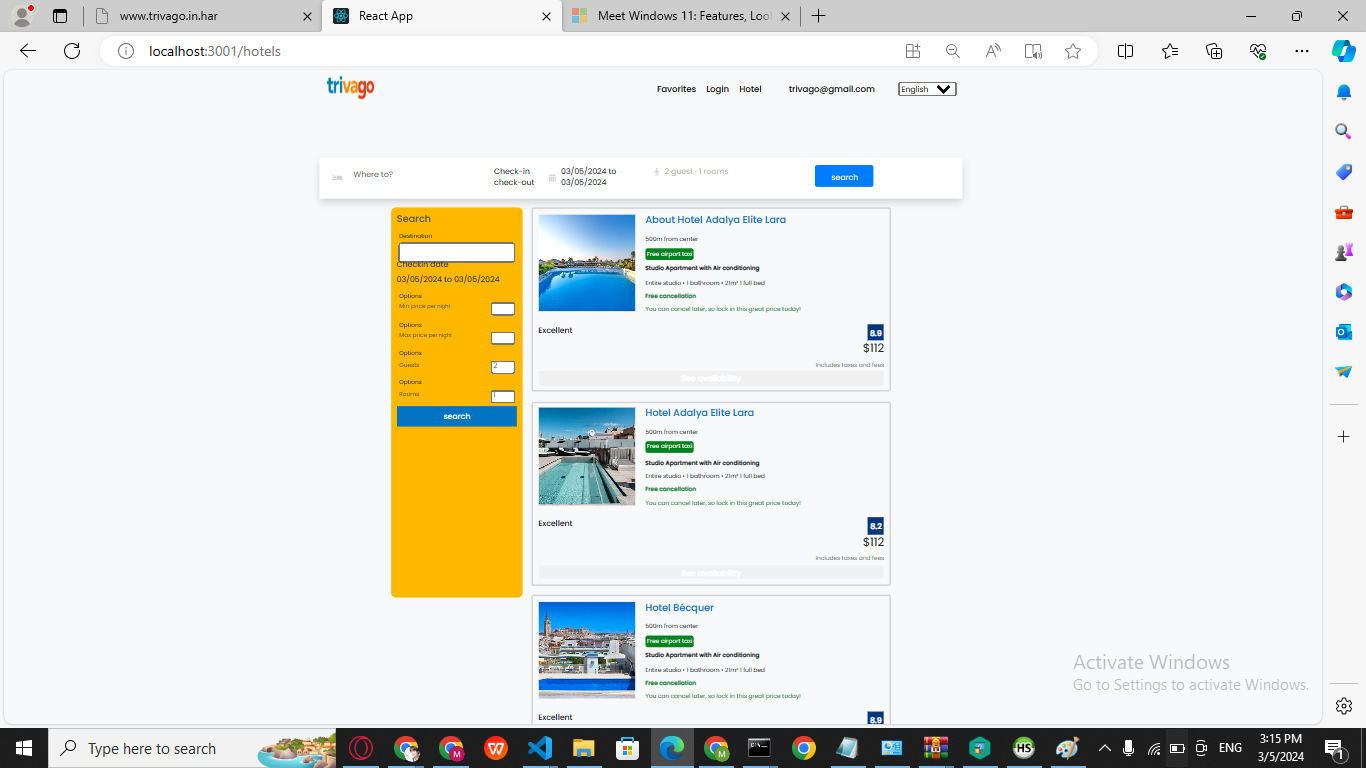 www.trivago.in.har
React App
Meet Windows 11: Features, Lool
localhost:3001/hotels
trivago
Favorites Login Hotel trivago@gmail.com English
Where to?
Check-in
check-out
03/05/2024 to
03/05/2024
2 guest · 1 rooms
search
Search
Destination
Checkin date
03/05/2024 to 03/05/2024
Options
Min price per night
Options
Max price per night
Options
Guests 2
Options
Rooms 1
search
About Hotel Adalya Elite Lara
500m from center
Free airport taxi
Studio Apartment with Air conditioning
Entire studio • 1 bathroom • 21m² 1 full bed
Free cancellation
You can cancel later, so lock in this great price today!
Excellent 8.9
$112
Includes taxes and fees
See availability
Hotel Adalya Elite Lara
500m from center
Free airport taxi
Studio Apartment with Air conditioning
Entire studio • 1 bathroom • 21m² 1 full bed
Free cancellation
You can cancel later, so lock in this great price today!
Excellent 8.2
$112
Includes taxes and fees
See availability
Hotel Bécquer
500m from center
Free airport taxi
Studio Apartment with Air conditioning
Entire studio • 1 bathroom • 21m² 1 full bed
Free cancellation
You can cancel later, so lock in this great price today!
Excellent 8.9
Activate Windows
Go to Settings to activate Windows.
Type here to search
ENG
3:15 PM
3/5/2024
1